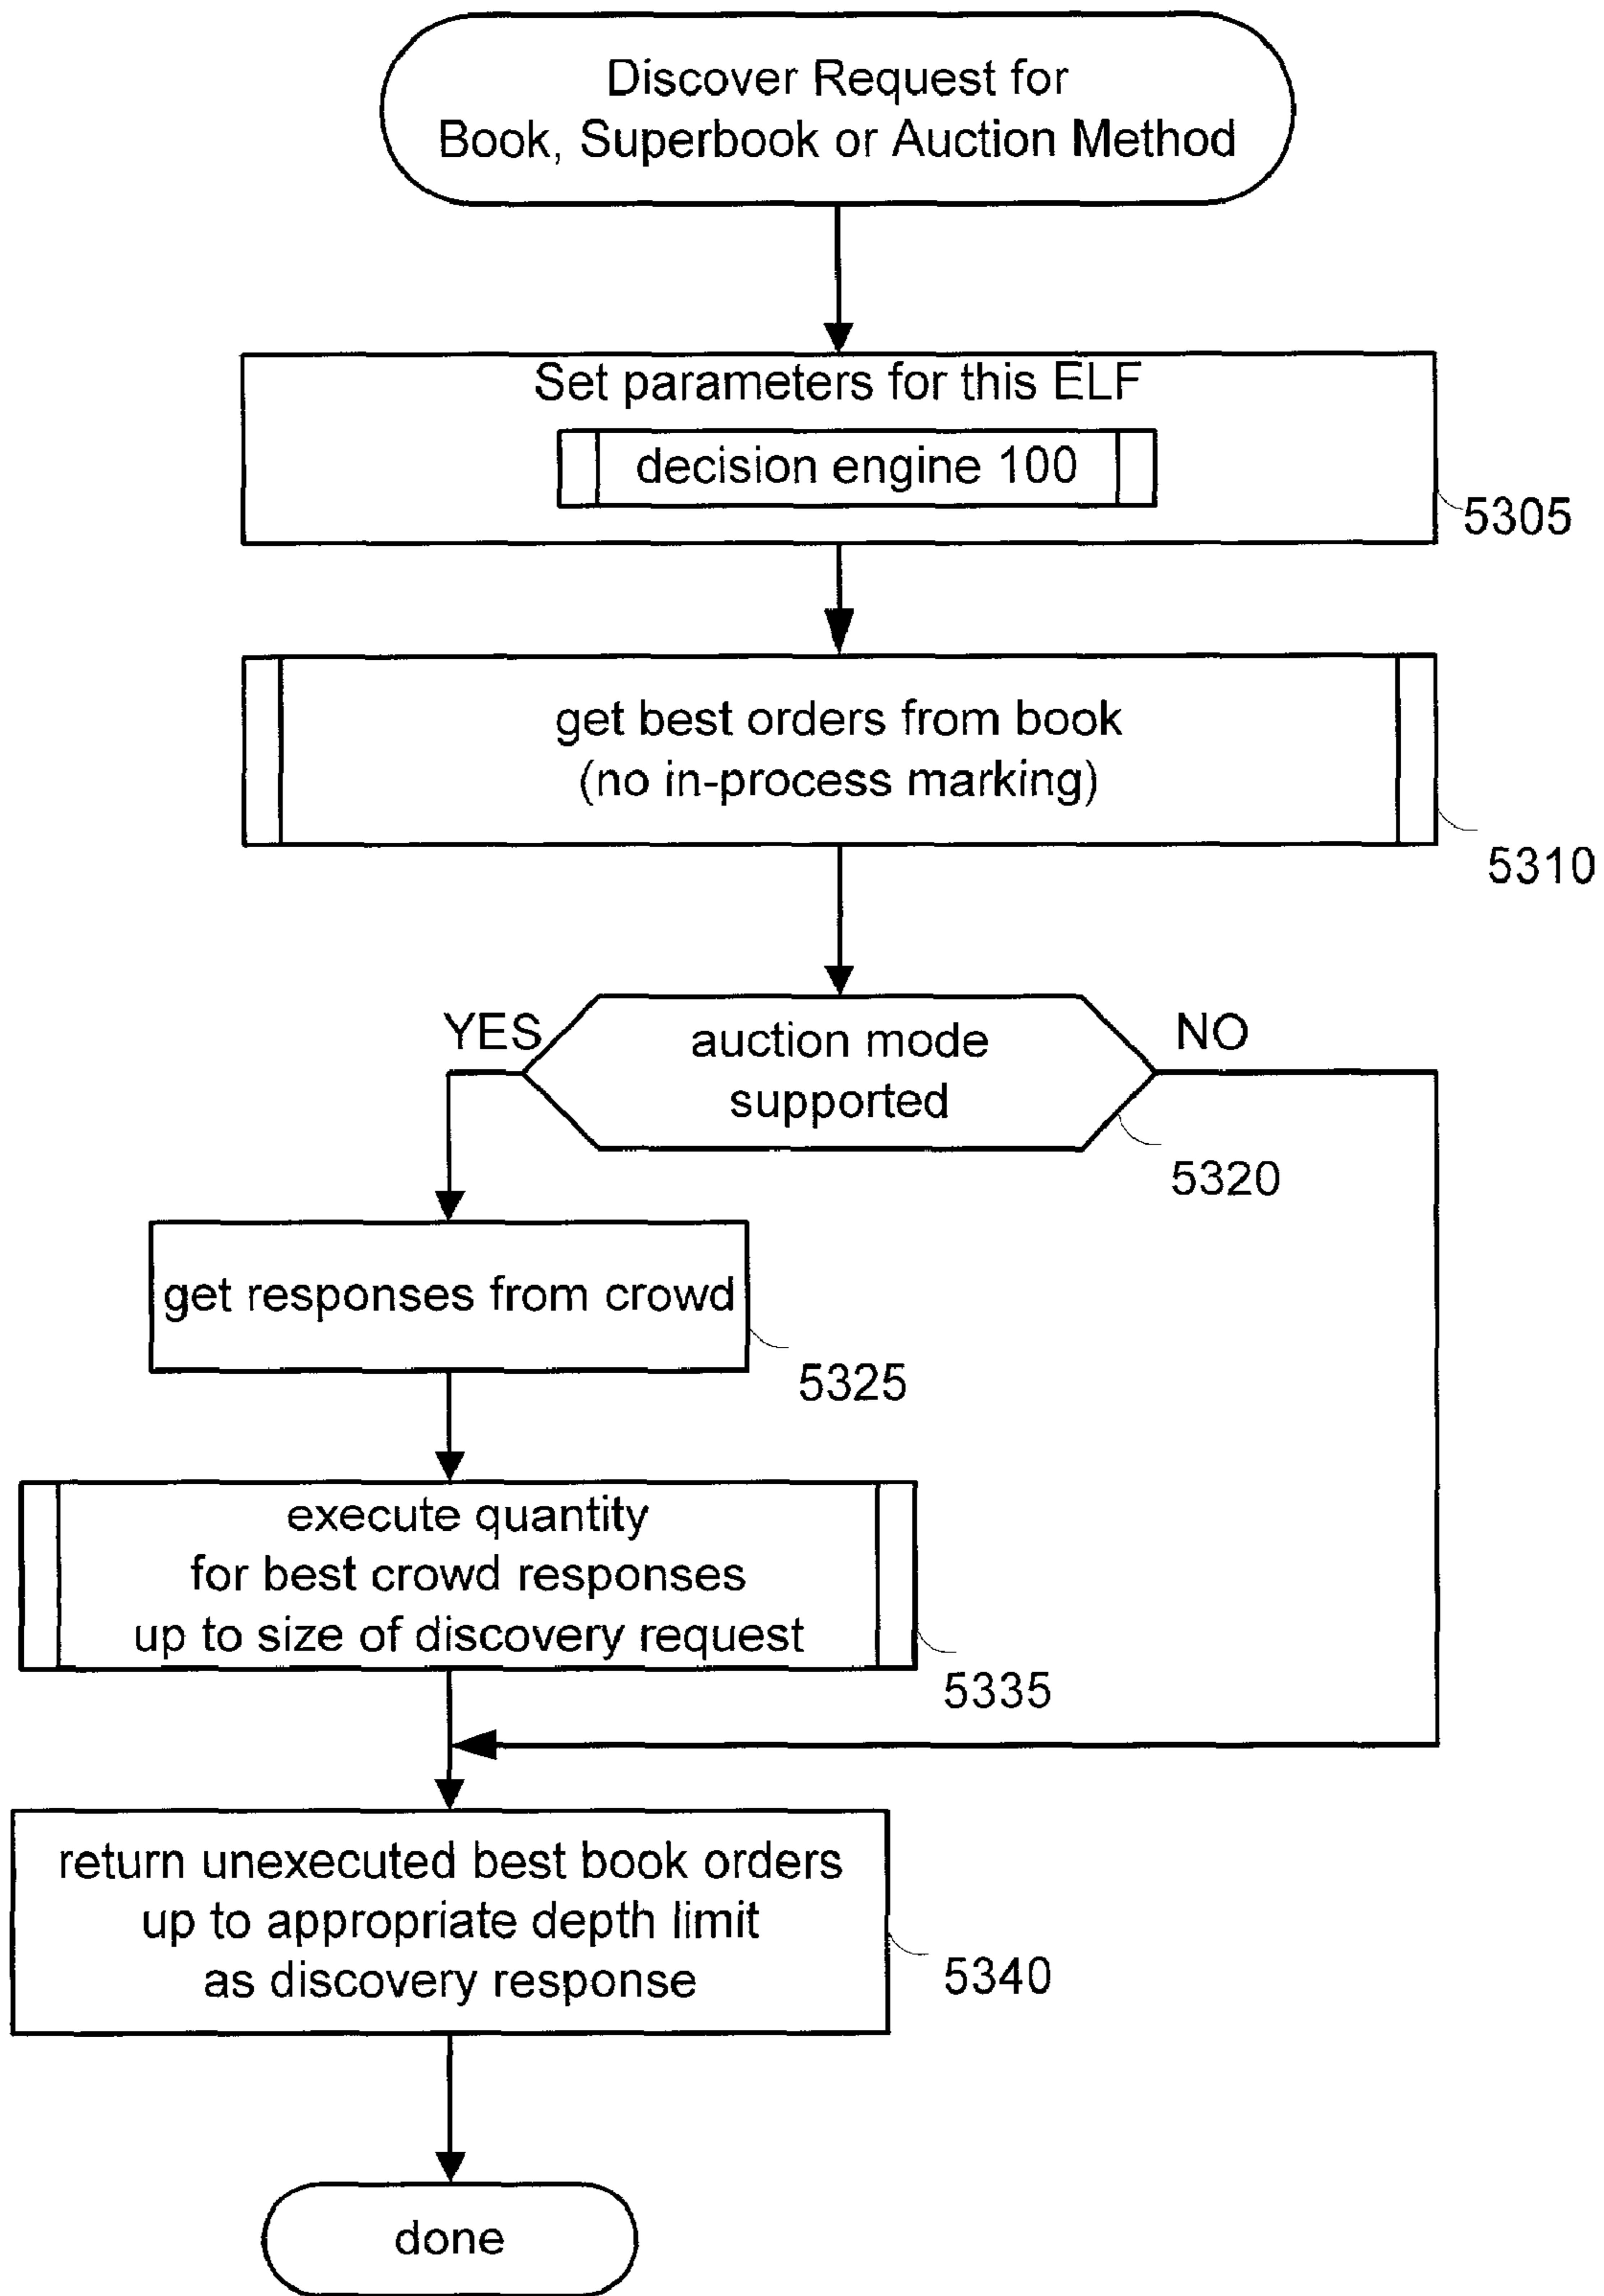 Discover Request for
Book, Superbook or Auction Method
Set parameters for this ELF
decision engine 100
5305
get best orders from book
(no in-process marking)
5310
YES
auction mode
supported
NO
5320
get responses from crowd
5325
execute quantity
for best crowd responses
up to size of discovery request
5335
return unexecuted best book orders
up to appropriate depth limit
as discovery response
5340
done